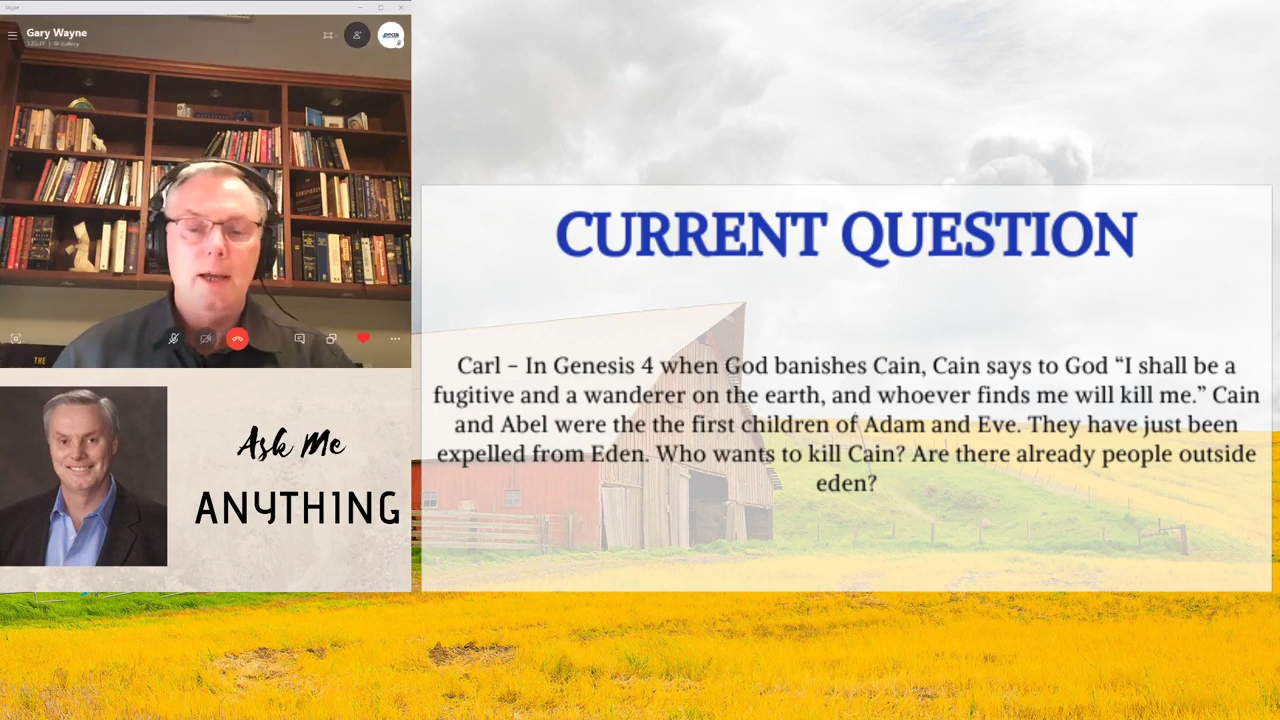 Skype
Gary Wayne
THE
CONSPIRACY
Ask Me
ANYTHING
CURRENT QUESTION
Carl – In Genesis 4 when God banishes Cain, Cain says to God “I shall be a
fugitive and a wanderer on the earth, and whoever finds me will kill me.” Cain
and Abel were the the first children of Adam and Eve. They have just been
expelled from Eden. Who wants to kill Cain? Are there already people outside
eden?